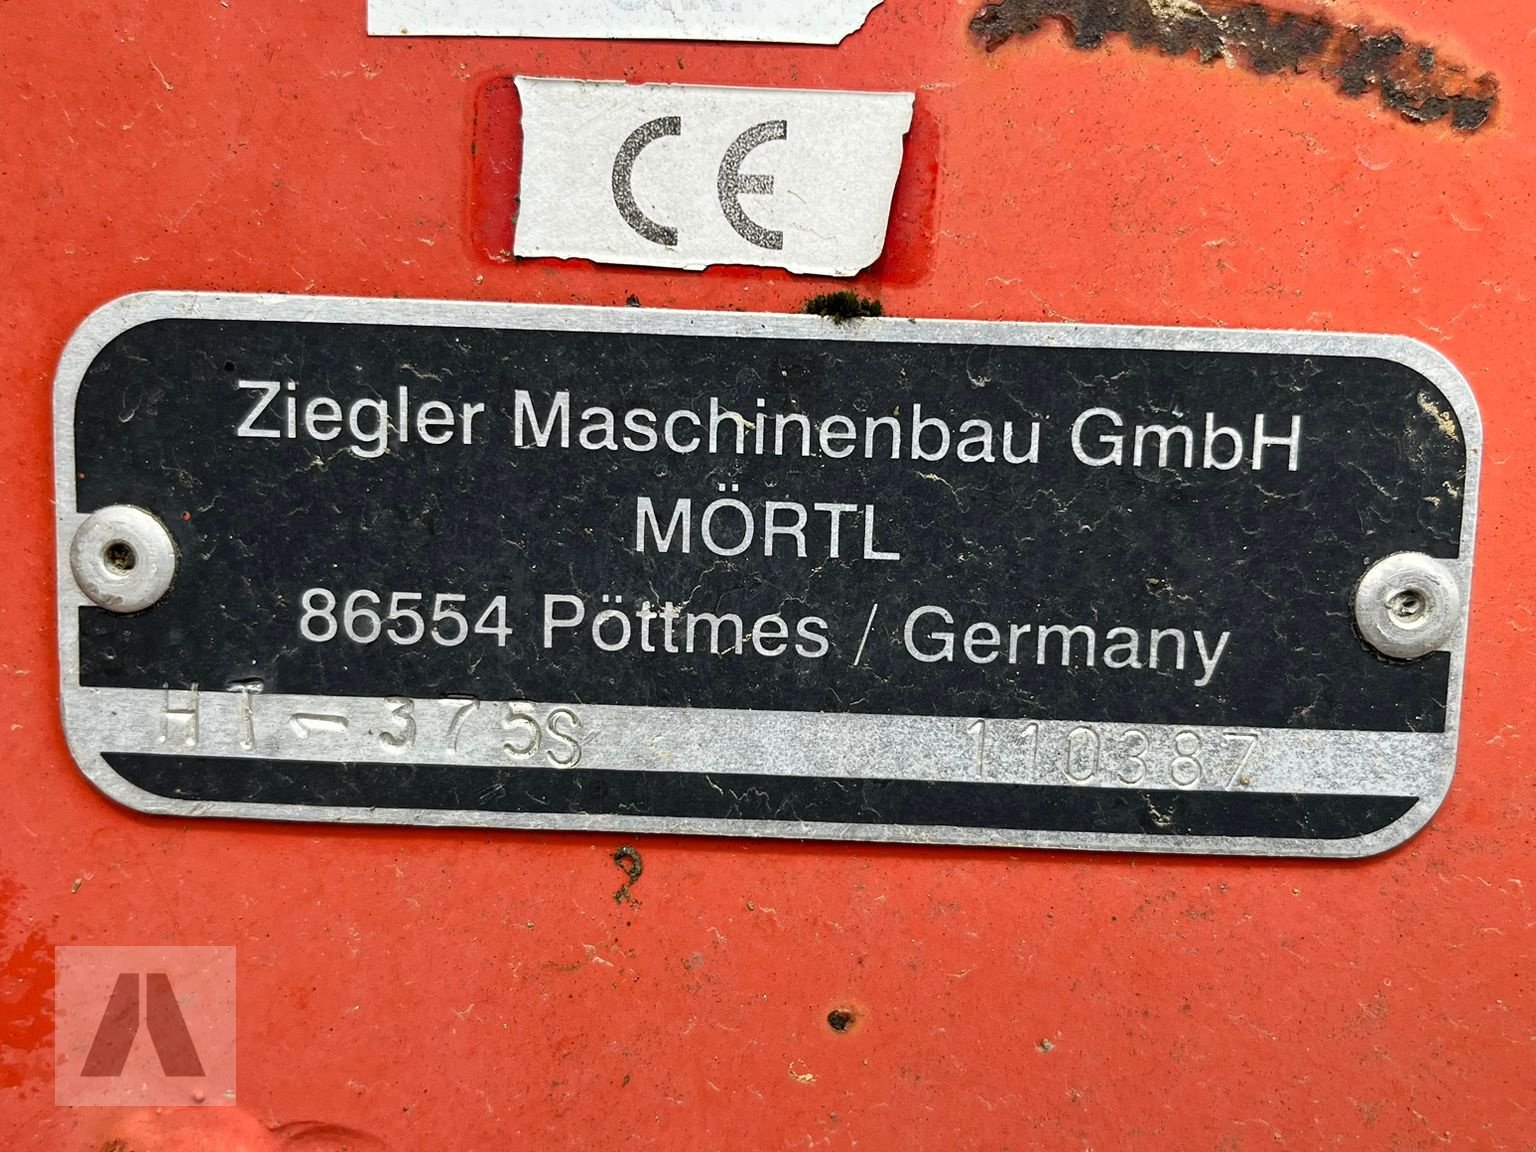 CE
Ziegler Maschinenbau GmbH
MÖRTL
86554 Pöttmes / Germany
HT-375S 110387